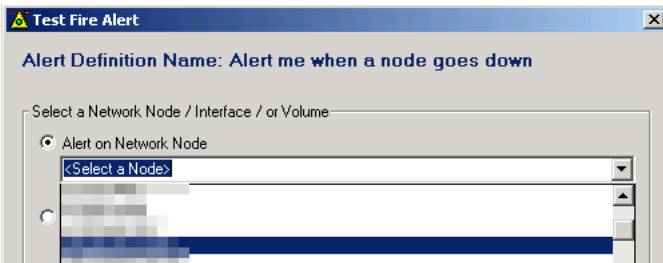 Test Fire Alert
Alert Definition Name: Alert me when a node goes down
Select a Network Node / Interface / or Volume
Alert on Network Node
<Select a Node>